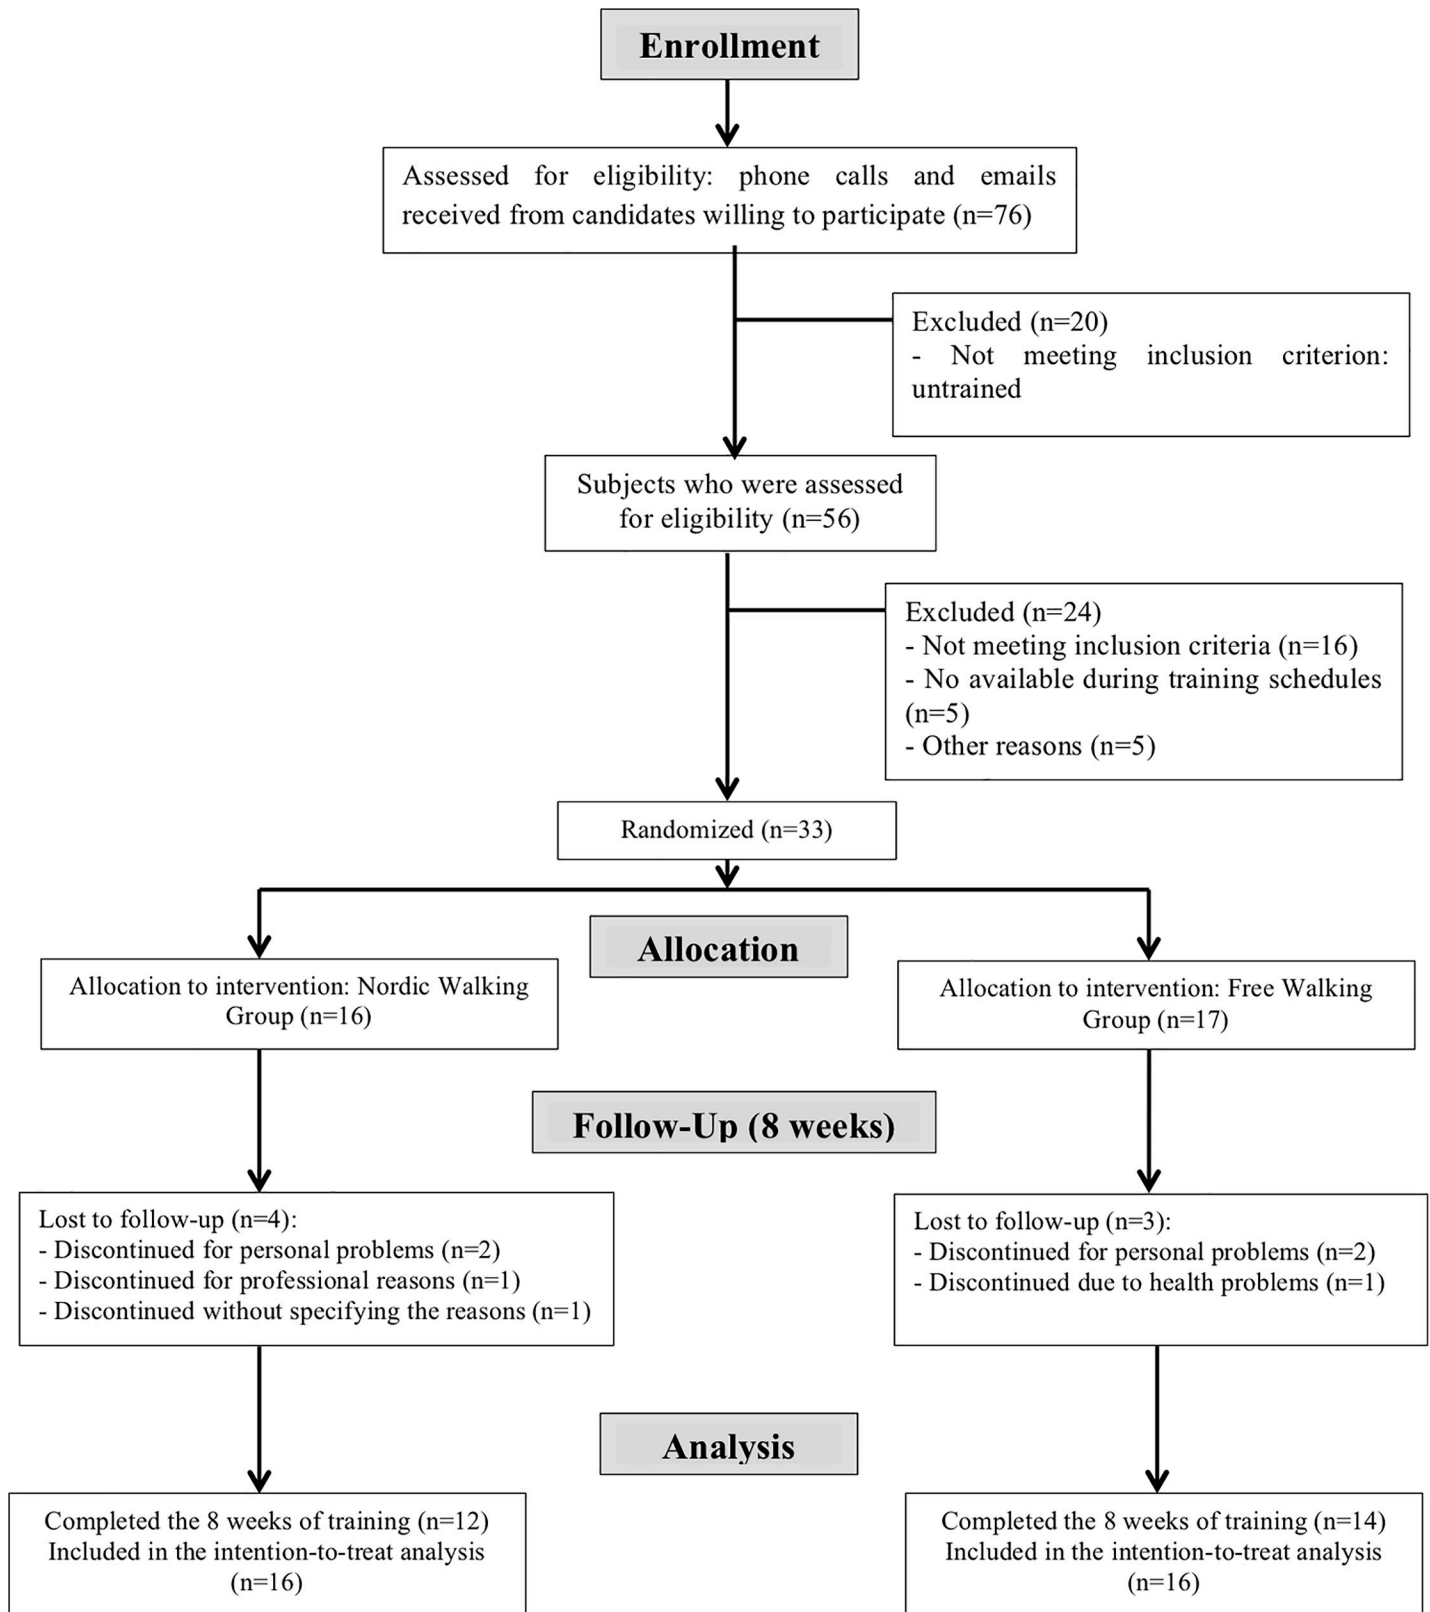 Enrollment
Assessed for eligibility: phone calls and emails
received from candidates willing to participate (n=76)
Excluded (n=20)
- Not meeting inclusion criterion:
untrained
Subjects who were assessed
for eligibility (n=56)
Excluded (n=24)
- Not meeting inclusion criteria (n=16)
- No available during training schedules
(n=5)
- Other reasons (n=5)
Randomized (n=33)
Allocation
Allocation to intervention: Nordic Walking
Group (n=16)
Allocation to intervention: Free Walking
Group (n=17)
Follow-Up (8 weeks)
Lost to follow-up (n=4):
- Discontinued for personal problems (n=2)
- Discontinued for professional reasons (n=1)
- Discontinued without specifying the reasons (n=1)
Lost to follow-up (n=3):
- Discontinued for personal problems (n=2)
- Discontinued due to health problems (n=1)
Analysis
Completed the 8 weeks of training (n=12)
Included in the intention-to-treat analysis
(n=16)
Completed the 8 weeks of training (n=14)
Included in the intention-to-treat analysis
(n=16)